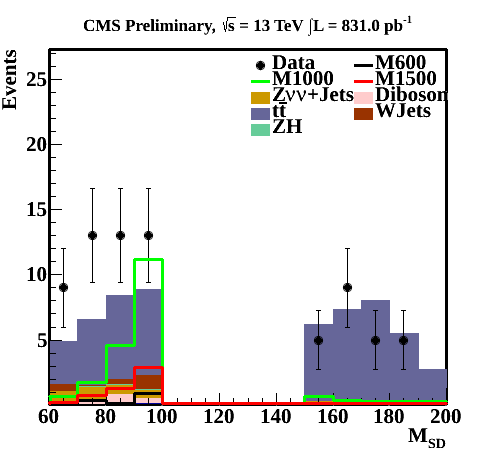 CMS Preliminary, √s = 13 TeV ∫L = 831.0 pb⁻¹
Events
Data
M600
M1000
M1500
Zνν+Jets
Diboson
tt̄
WJets
ZH
25
20
15
10
5
60 80 100 120 140 160 180 200
M_SD